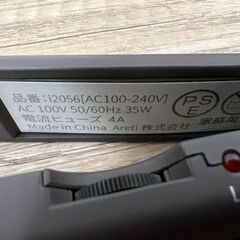 品番:i2056[AC100-240V]
AC 100V 50/60Hz 35W
電流ヒューズ 4A
Made in China Areti 株式会社
PSE
家庭用
L